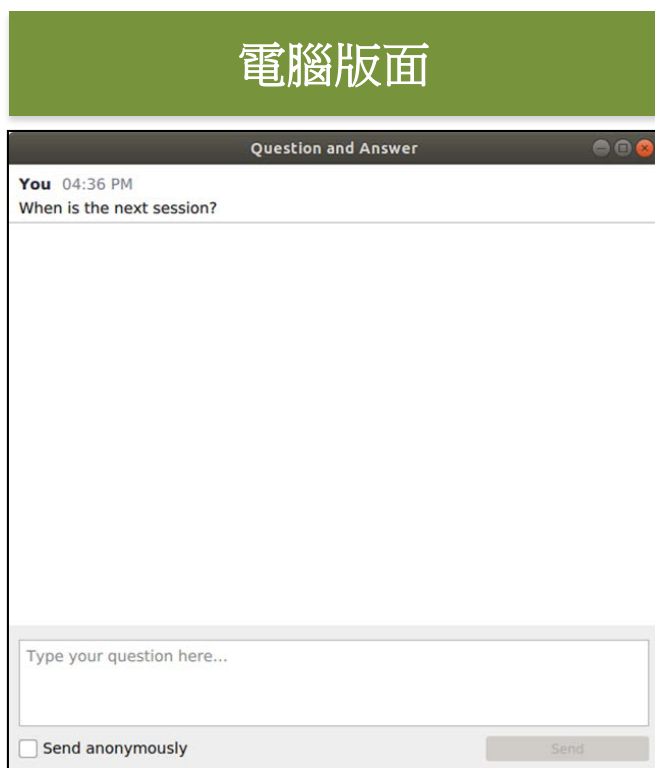 電腦版面
Question and Answer
You 04:36 PM
When is the next session?
Type your question here...
Send anonymously
Send